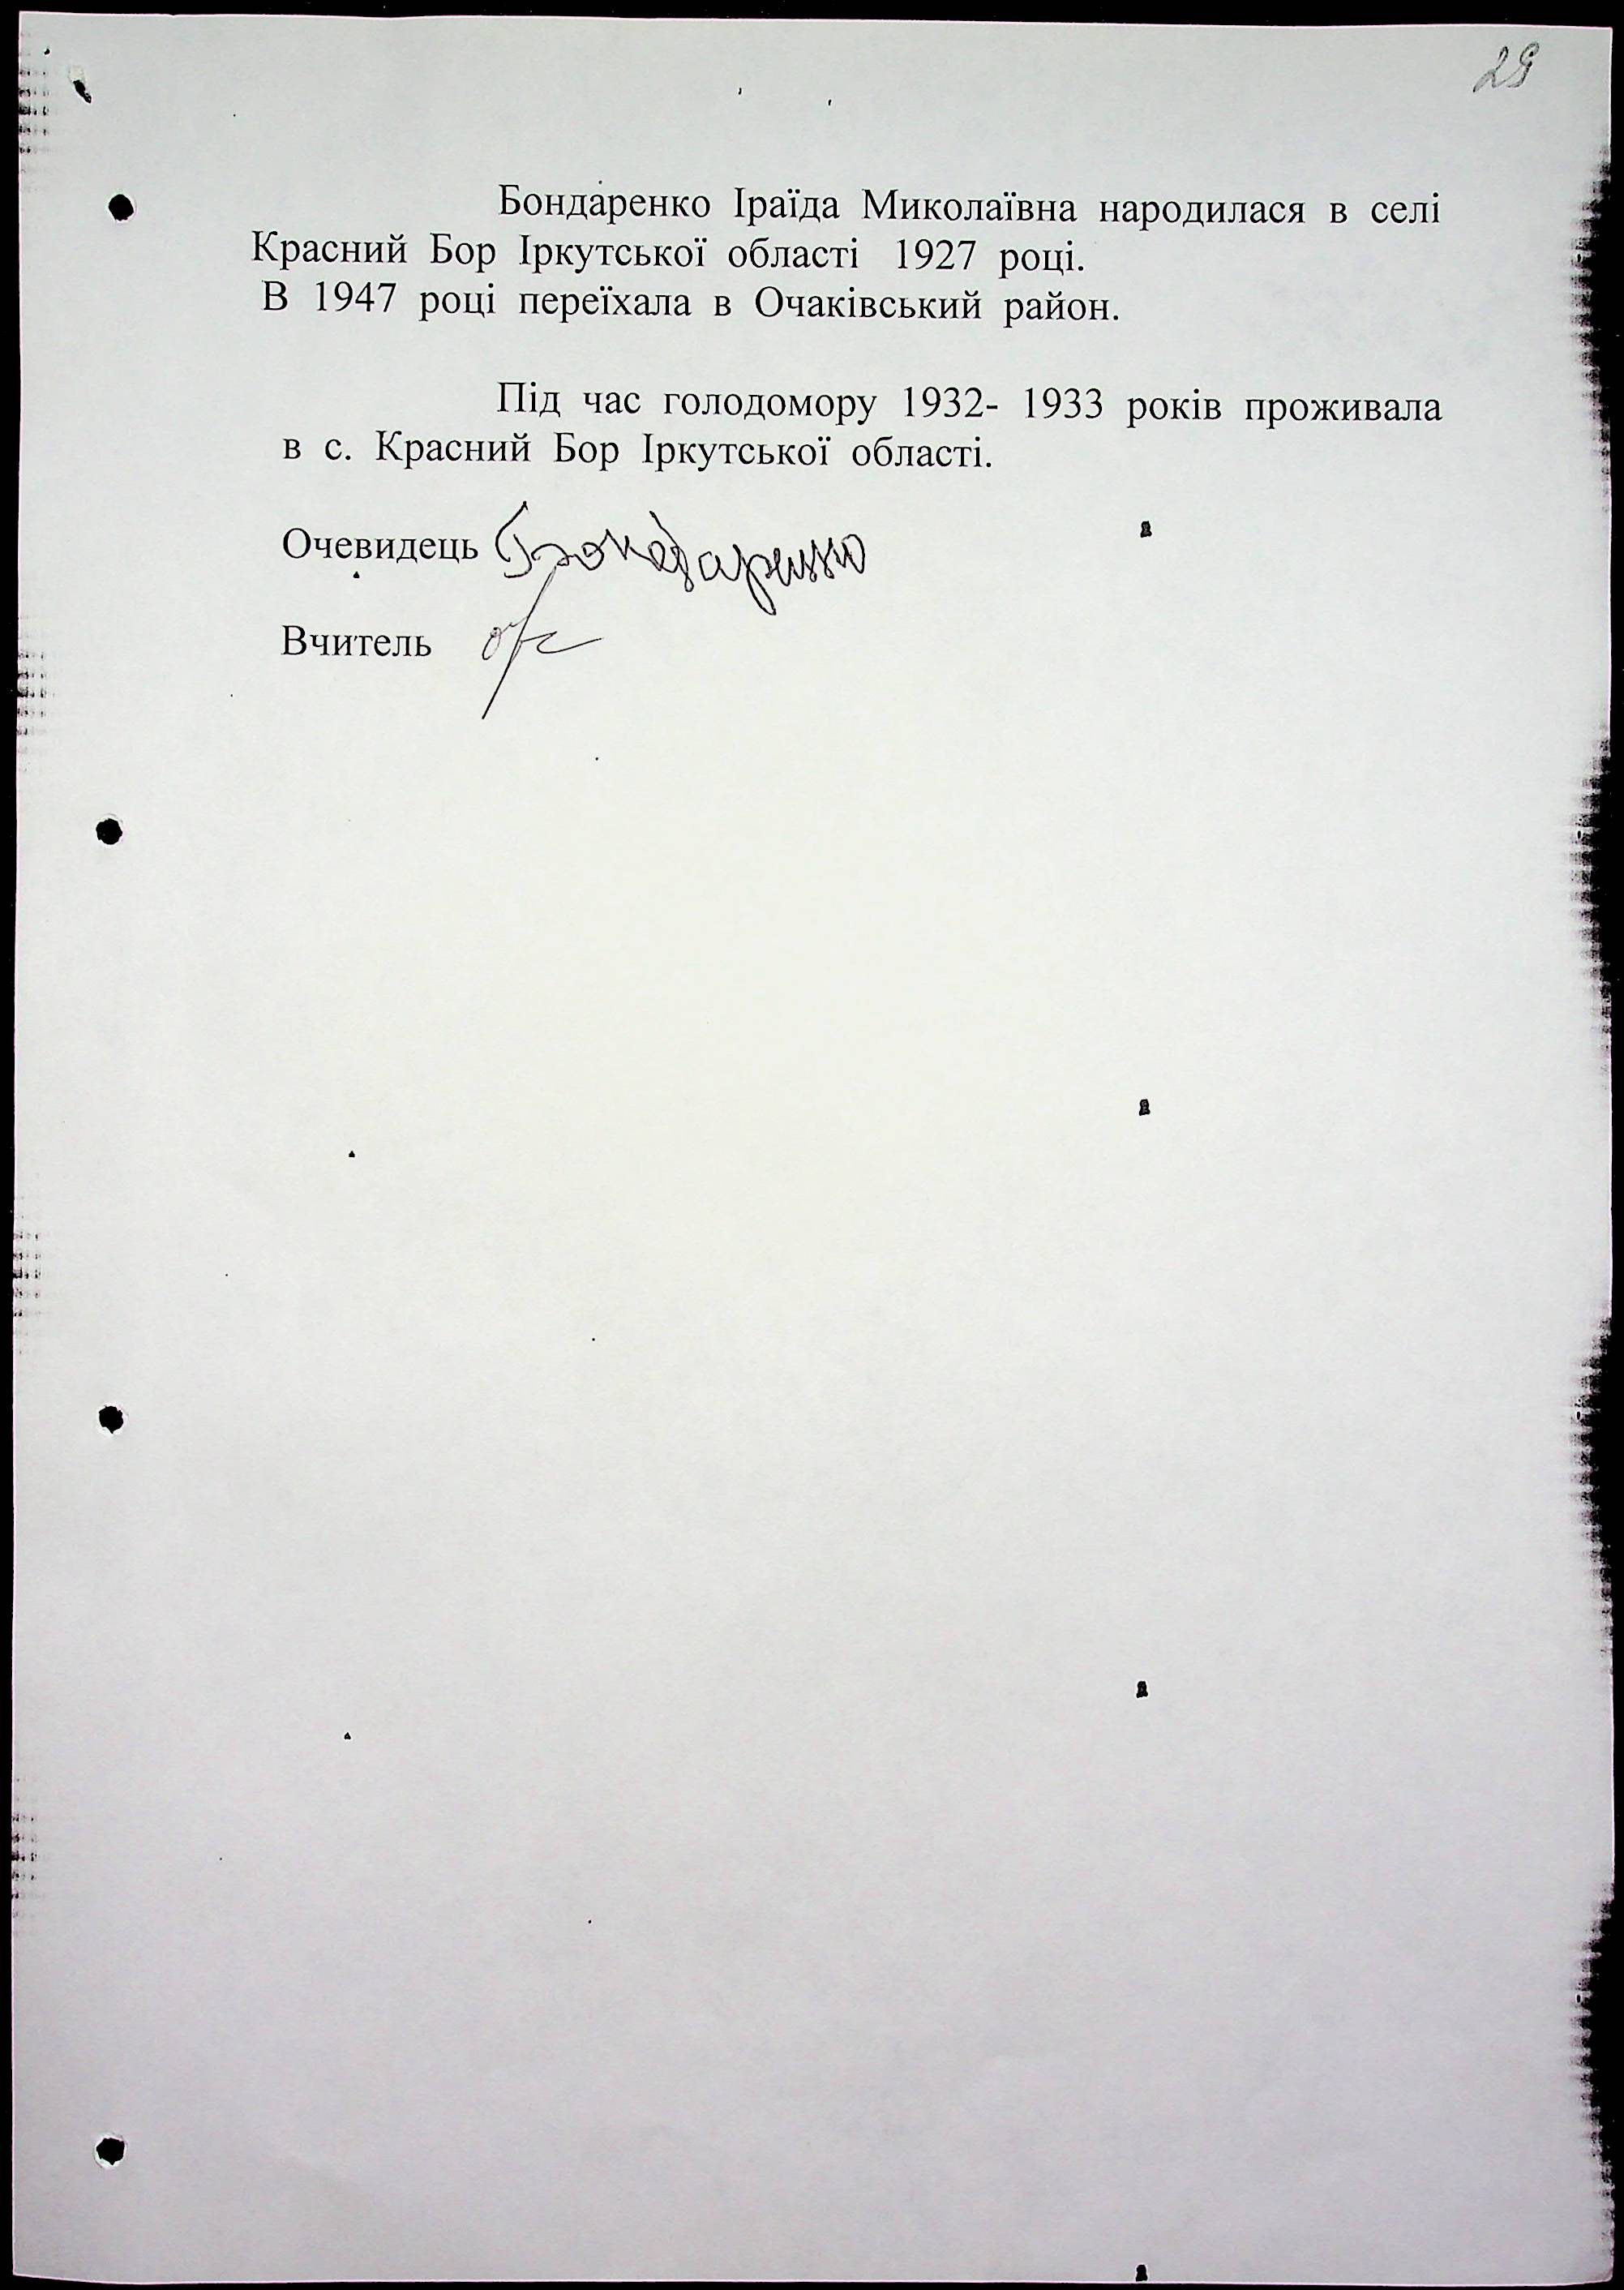 29
Бондаренко Іраїда Миколаївна народилася в селі
Красний Бор Іркутської області 1927 році.
В 1947 році переїхала в Очаківський район.
Під час голодомору 1932- 1933 років проживала
в с. Красний Бор Іркутської області.
Очевидець Бондаренко
Вчитель